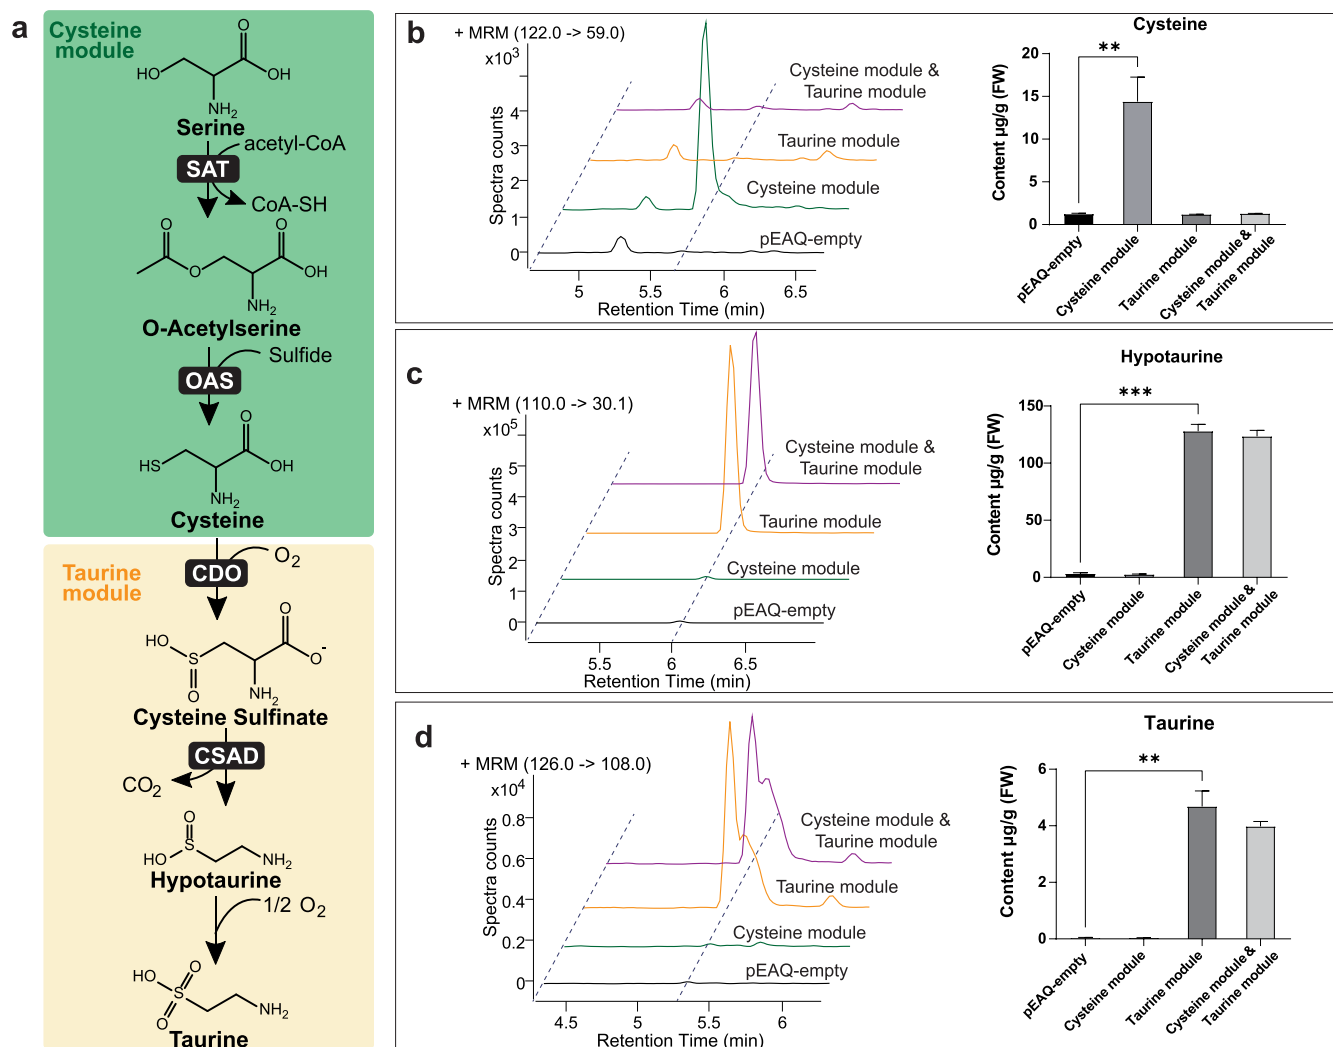 a
Cysteine
module
O
HO
OH
NH2
Serine
SAT
acetyl-CoA
CoA-SH
O
O
O
OH
NH2
O-Acetylserine
OAS
Sulfide
O
HS
OH
NH2
Cysteine
Taurine
module
CDO
O2
HO
O
S
O-
O
NH2
Cysteine Sulfinate
CSAD
CO2
O
S
HO
NH2
Hypotaurine
1/2 O2
HO
O
S
O
NH2
Taurine
b
+ MRM (122.0 -> 59.0)
x10^3
4
3
2
1
0
Spectra counts
Cysteine module &
Taurine module
Taurine module
Cysteine module
pEAQ-empty
5
5.5
6
6.5
Retention Time (min)
Cysteine
**
Content µg/g (FW)
20
15
10
5
0
pEAQ-empty
Cysteine module
Taurine module
Cysteine module &
Taurine module
c
+ MRM (110.0 -> 30.1)
x10^5
5
4
3
2
1
0
Spectra counts
Cysteine module &
Taurine module
Taurine module
Cysteine module
pEAQ-empty
5.5
6
6.5
Retention Time (min)
Hypotaurine
***
Content µg/g (FW)
150
100
50
0
pEAQ-empty
Cysteine module
Taurine module
Cysteine module &
Taurine module
d
+ MRM (126.0 -> 108.0)
x10^4
0.8
0.6
0.4
0.2
0
Spectra counts
Cysteine module &
Taurine module
Taurine module
Cysteine module
pEAQ-empty
4.5
5
5.5
6
Retention Time (min)
Taurine
**
Content µg/g (FW)
6
4
2
0
pEAQ-empty
Cysteine module
Taurine module
Cysteine module &
Taurine module